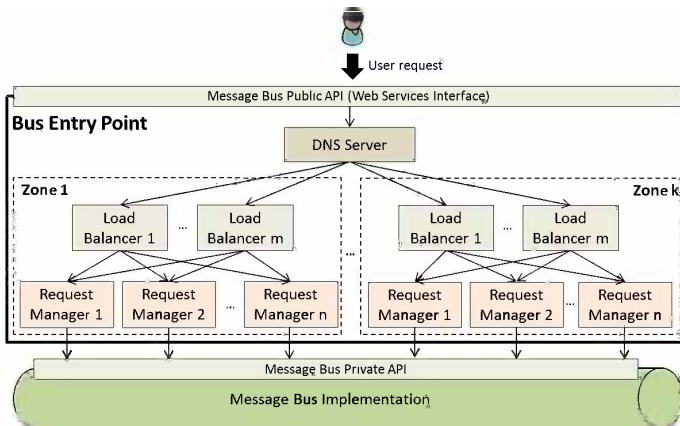 User request
Message Bus Public API (Web Services Interface)
Bus Entry Point
DNS Server
Zone 1
Load
Balancer 1
...
Load
Balancer m
Request
Manager 1
Request
Manager 2
...
Request
Manager n
...
Zone k
Load
Balancer 1
...
Load
Balancer m
Request
Manager 1
Request
Manager 2
...
Request
Manager n
Message Bus Private API
Message Bus Implementation